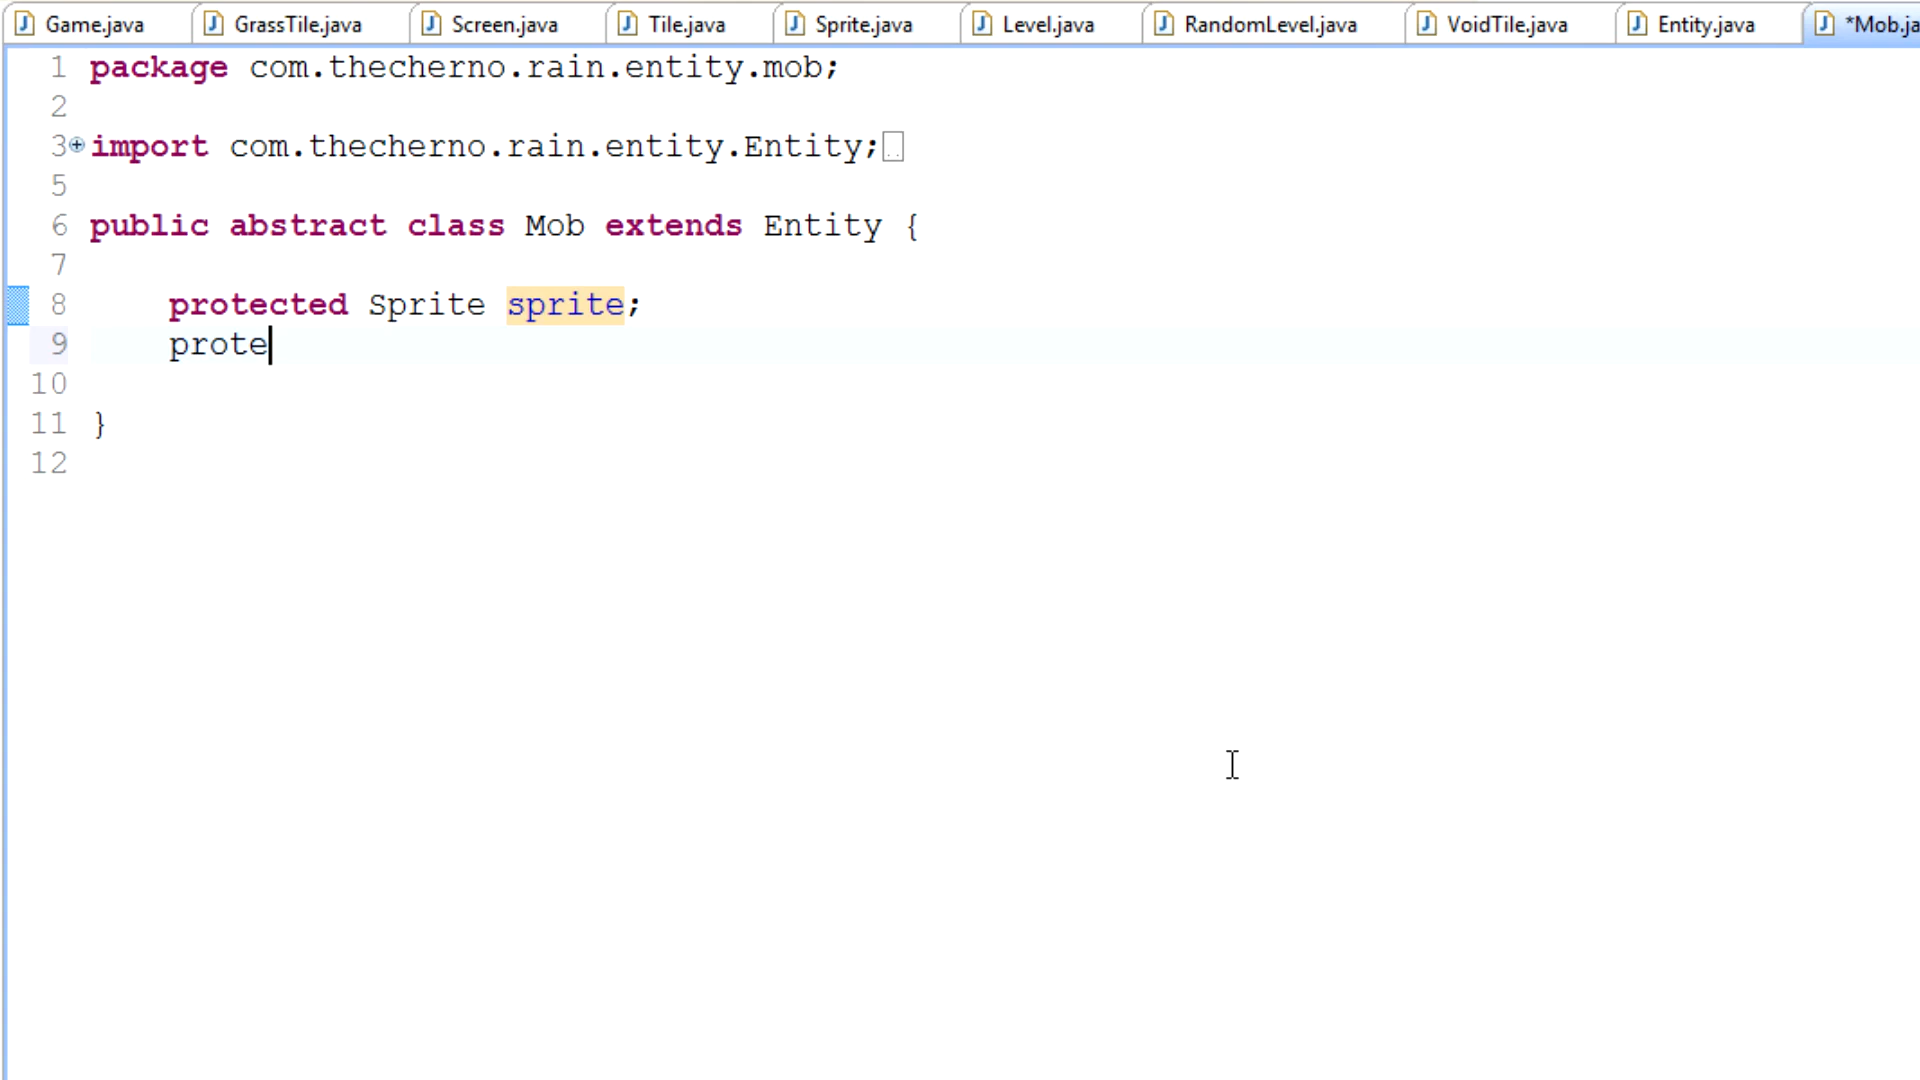 Game.java GrassTile.java Screen.java Tile.java Sprite.java Level.java RandomLevel.java VoidTile.java Entity.java *Mob.ja
1 package com.thecherno.rain.entity.mob;
2
3 import com.thecherno.rain.entity.Entity;
5
6 public abstract class Mob extends Entity {
7
8 protected Sprite sprite;
9 prote
10
11 }
12